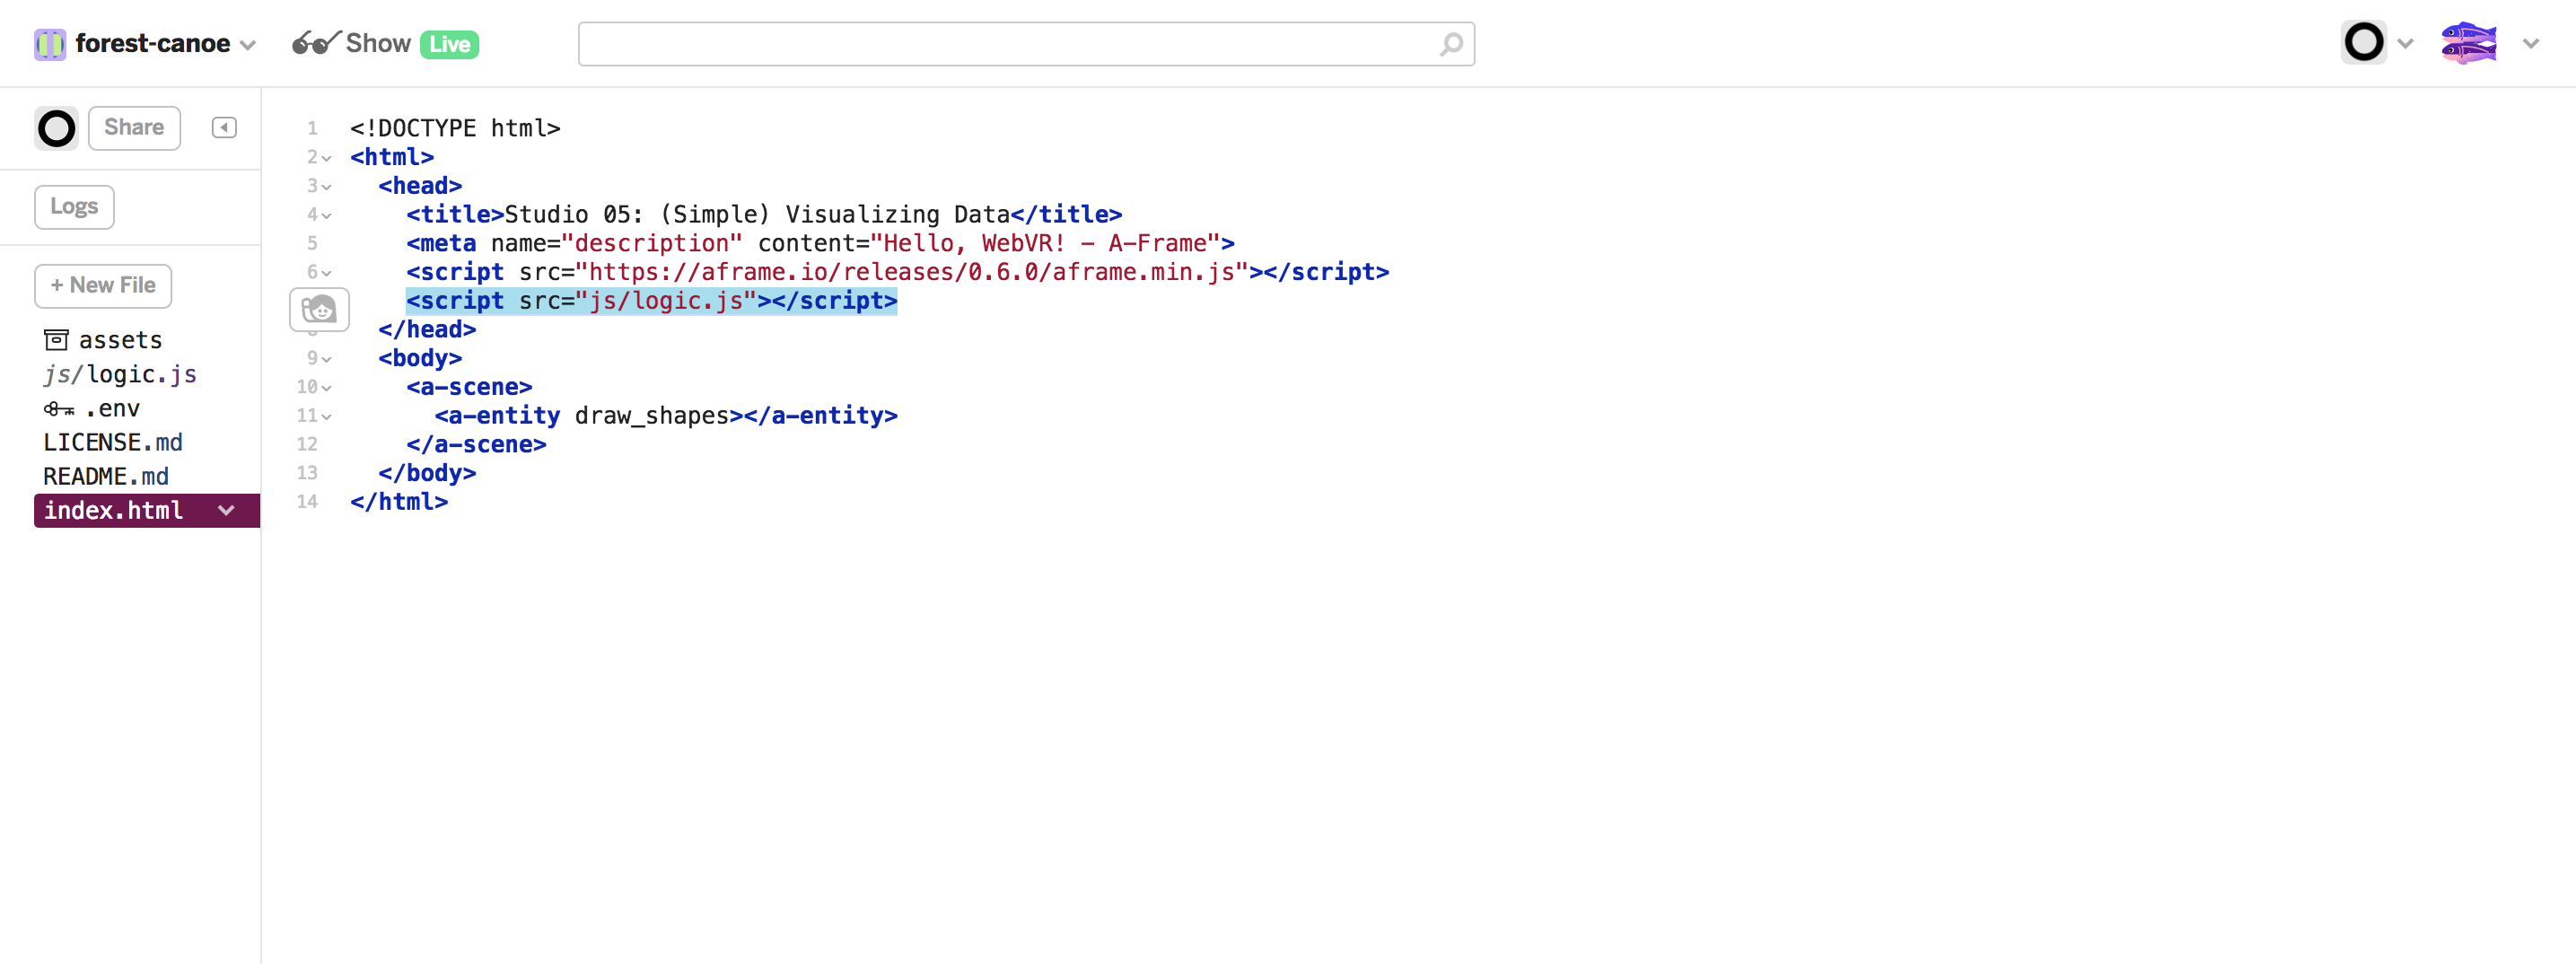 forest-canoe Show Live
Share
Logs
+ New File
assets
js/logic.js
.env
LICENSE.md
README.md
index.html
1 <!DOCTYPE html>
2 <html>
3 <head>
4 <title>Studio 05: (Simple) Visualizing Data</title>
5 <meta name="description" content="Hello, WebVR! – A–Frame">
6 <script src="https://aframe.io/releases/0.6.0/aframe.min.js"></script>
<script src="js/logic.js"></script>
</head>
9 <body>
10 <a–scene>
11 <a–entity draw_shapes></a–entity>
12 </a–scene>
13 </body>
14 </html>